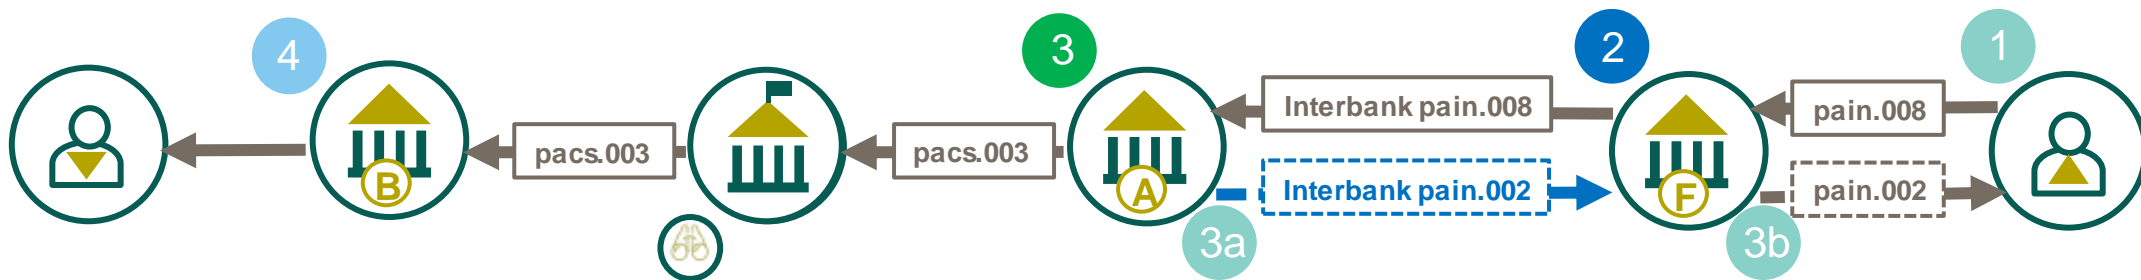 4
3
2
1
Interbank pain.008
pain.008
pacs.003
pacs.003
B
A
F
Interbank pain.002
pain.002
3a
3b